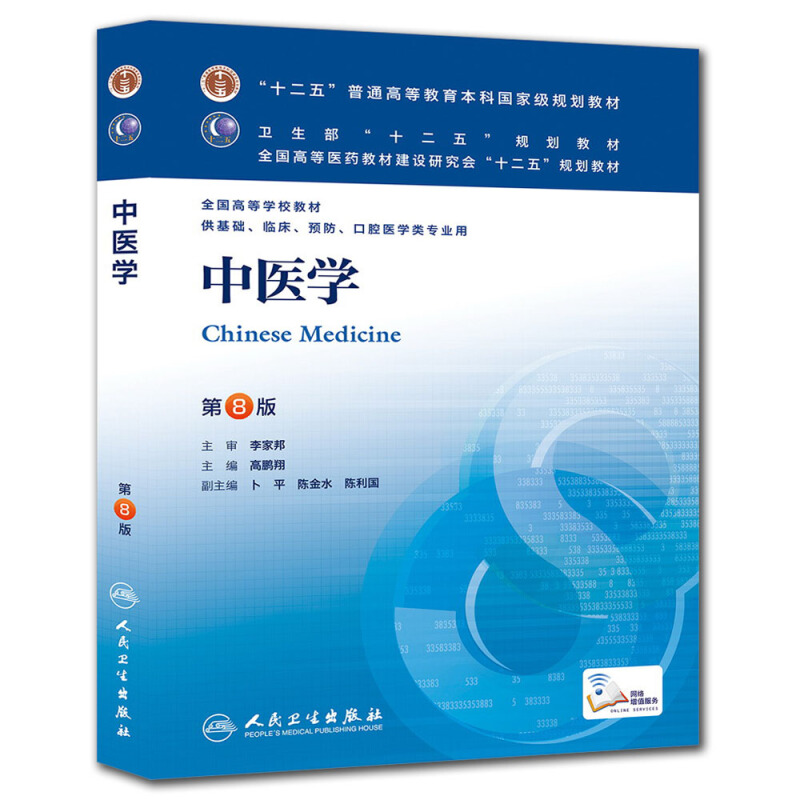 "十二五"普通高等教育本科国家级规划教材
卫生部"十二五"规划教材
全国高等医药教材建设研究会"十二五"规划教材
全国高等学校教材
供基础、临床、预防、口腔医学类专业用
中医学
Chinese Medicine
第8版
主审 李家邦
主编 高鹏翔
副主编 卜 平 陈金水 陈利国
人民卫生出版社
PEOPLE'S MEDICAL PUBLISHING HOUSE
网络
增值服务
ONLINE SERVICES
十二五
十二五
中医学
第8版
人民卫生出版社